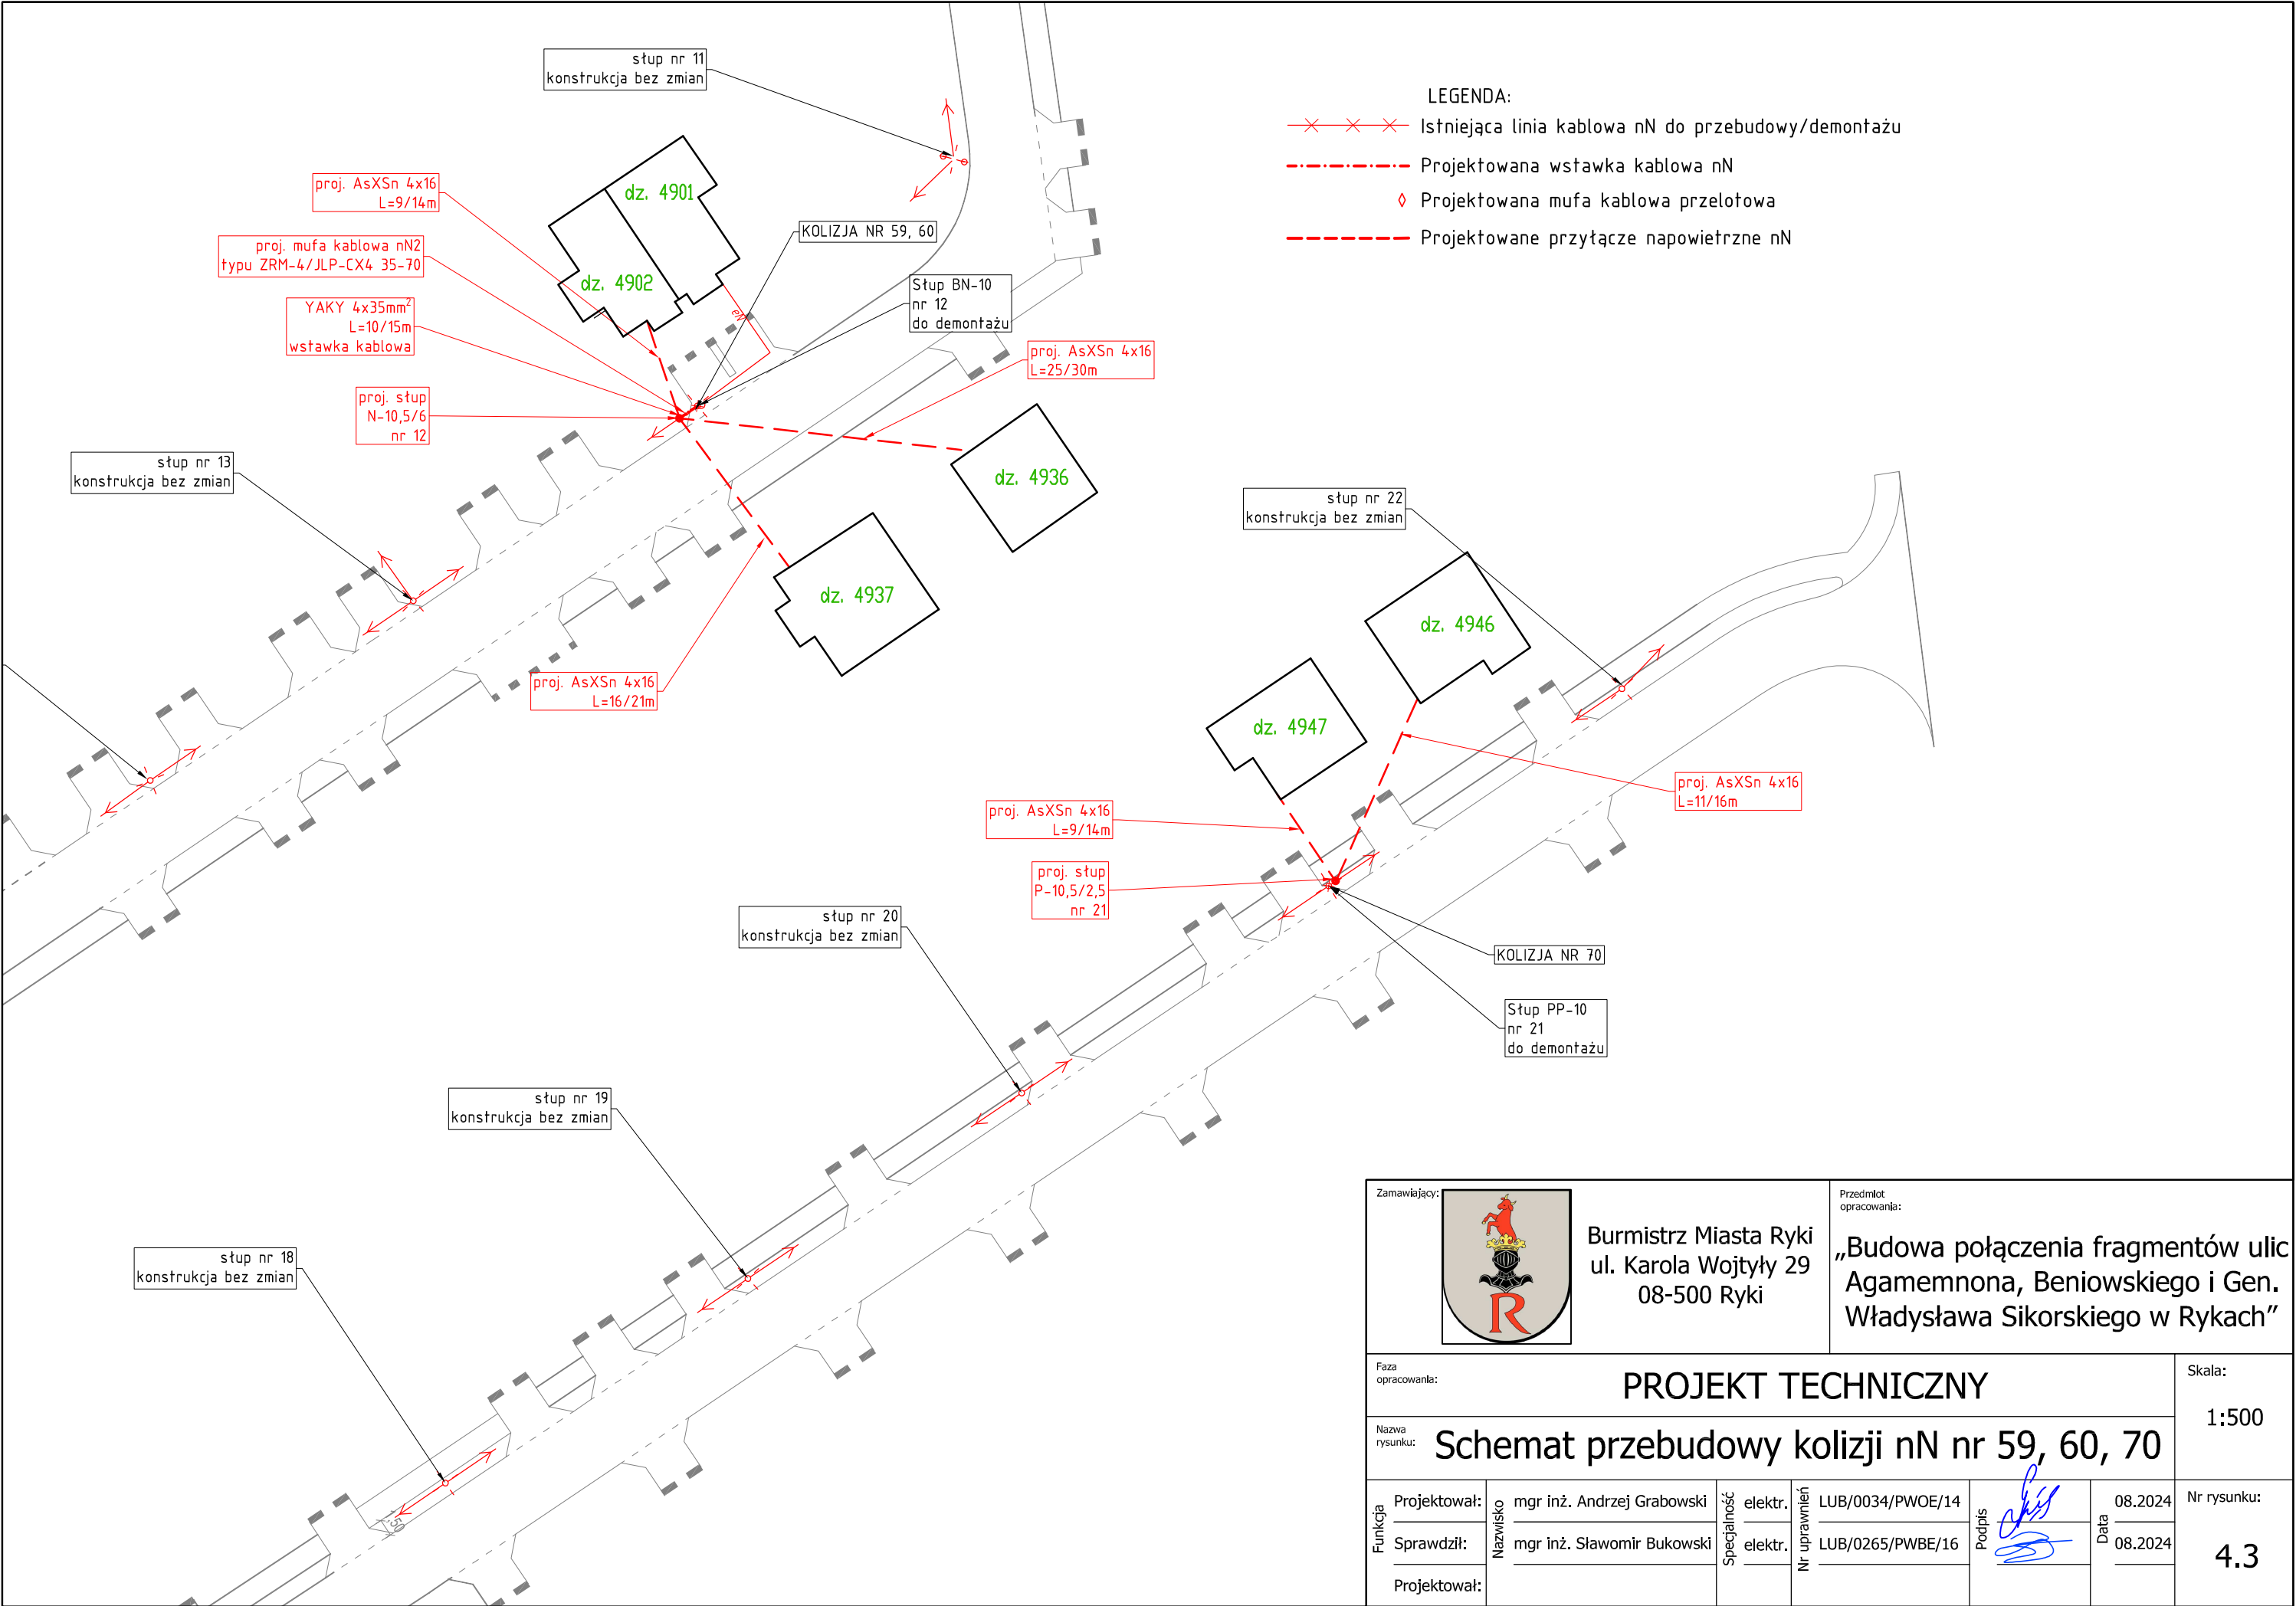 słup nr 11
konstrukcja bez zmian
LEGENDA:
Istniejąca linia kablowa nN do przebudowy/demontażu
Projektowana wstawka kablowa nN
Projektowana mufa kablowa przelotowa
Projektowane przyłącze napowietrzne nN
proj. AsXSn 4x16
L=9/14m
dz. 4901
KOLIZJA NR 59, 60
proj. mufa kablowa nN2
typu ZRM-4/JLP-CX4 35-70
dz. 4902
Słup BN-10
nr 12
do demontażu
YAKY 4x35mm²
L=10/15m
wstawka kablowa
eN
proj. AsXSn 4x16
L=25/30m
proj. słup
N-10,5/6
nr 12
słup nr 13
konstrukcja bez zmian
dz. 4936
słup nr 22
konstrukcja bez zmian
dz. 4937
dz. 4946
proj. AsXSn 4x16
L=16/21m
dz. 4947
proj. AsXSn 4x16
L=11/16m
proj. AsXSn 4x16
L=9/14m
proj. słup
P-10,5/2,5
nr 21
słup nr 20
konstrukcja bez zmian
KOLIZJA NR 70
Słup PP-10
nr 21
do demontażu
słup nr 19
konstrukcja bez zmian
słup nr 18
konstrukcja bez zmian
Zamawiający:
R
Burmistrz Miasta Ryki
ul. Karola Wojtyły 29
08-500 Ryki
Przedmiot
opracowania:
„Budowa połączenia fragmentów ulic
Agamemnona, Beniowskiego i Gen.
Władysława Sikorskiego w Rykach”
Faza
opracowania:
PROJEKT TECHNICZNY
Skala:
1:500
Nazwa
rysunku:
Schemat przebudowy kolizji nN nr 59, 60, 70
Funkcja
Projektował:
Sprawdził:
Projektował:
Nazwisko
mgr inż. Andrzej Grabowski
mgr inż. Sławomir Bukowski
Specjalność
elektr.
elektr.
Nr uprawnień
LUB/0034/PWOE/14
LUB/0265/PWBE/16
Podpis
Data
08.2024
08.2024
Nr rysunku:
4.3